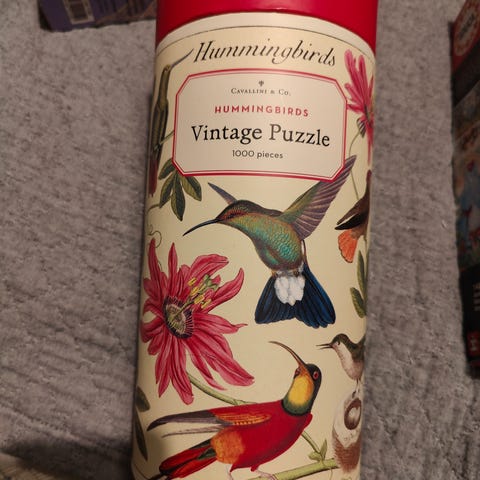 Hummingbirds
CAVALLINI & CO.
HUMMINGBIRDS
Vintage Puzzle
1000 pieces